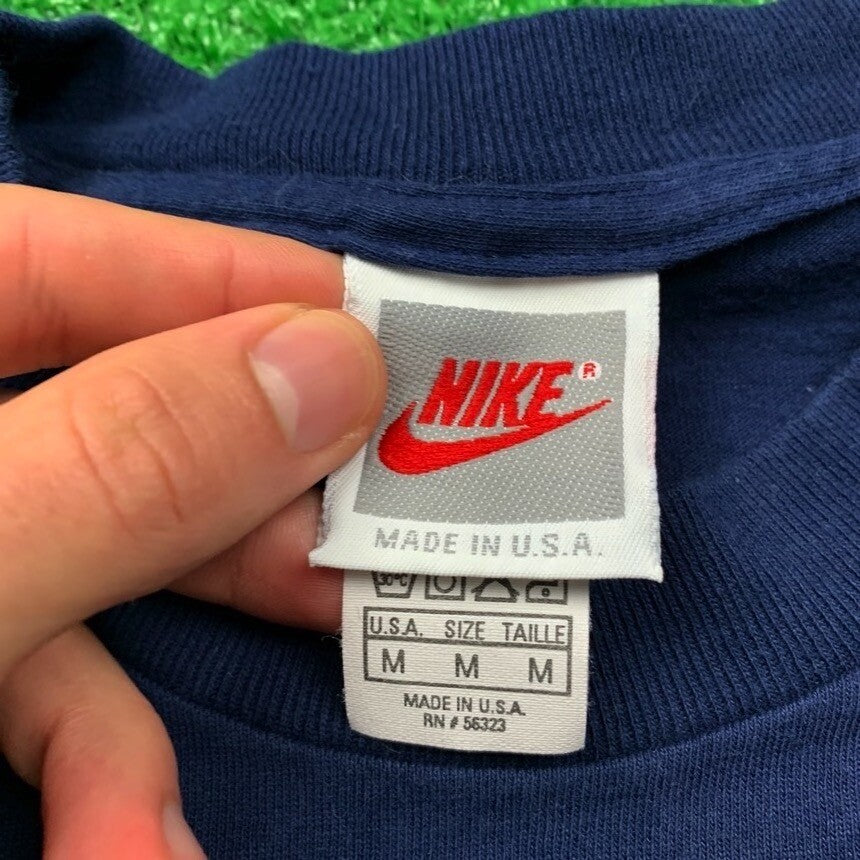 NIKE®
MADE IN U.S.A.
30°C
U.S.A. SIZE TAILLE
M M M
MADE IN U.S.A.
RN # 56323